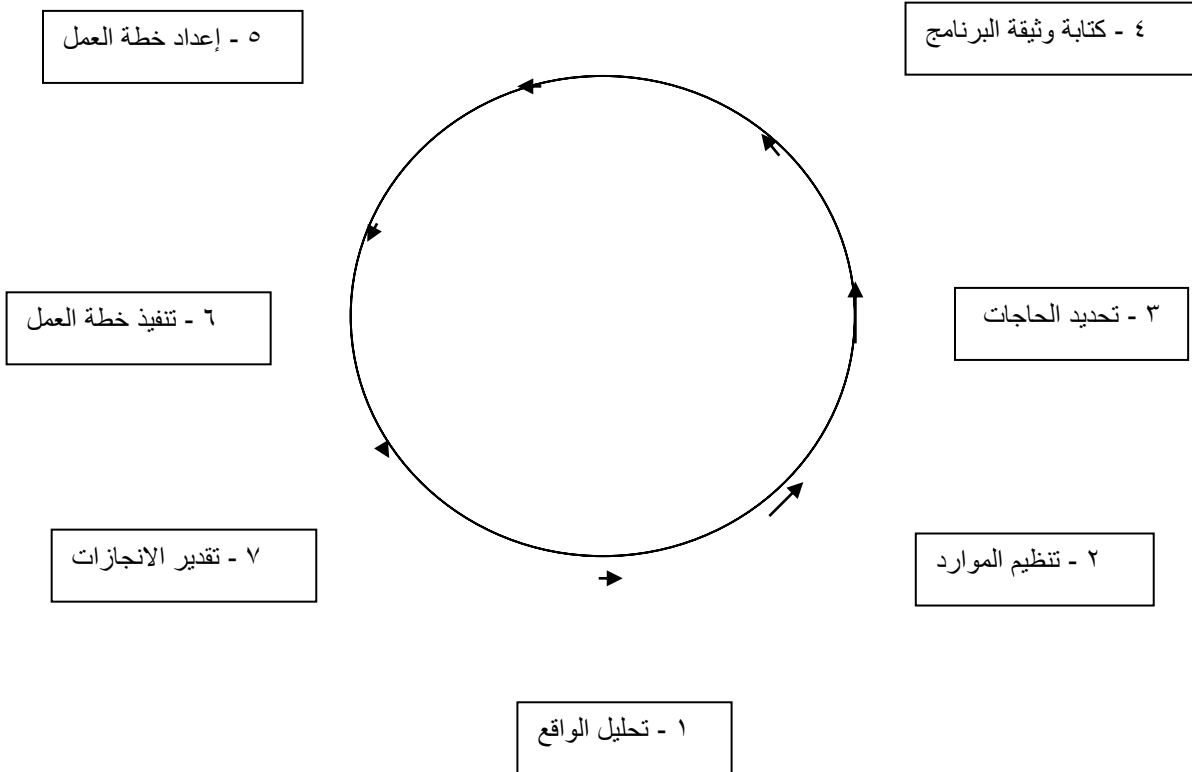 ٤ - كتابة وثيقة البرنامج
٥ - إعداد خطة العمل
٣ - تحديد الحاجات
٦ - تنفيذ خطة العمل
٢ - تنظيم الموارد
٧ - تقدير الانجازات
١ - تحليل الواقع